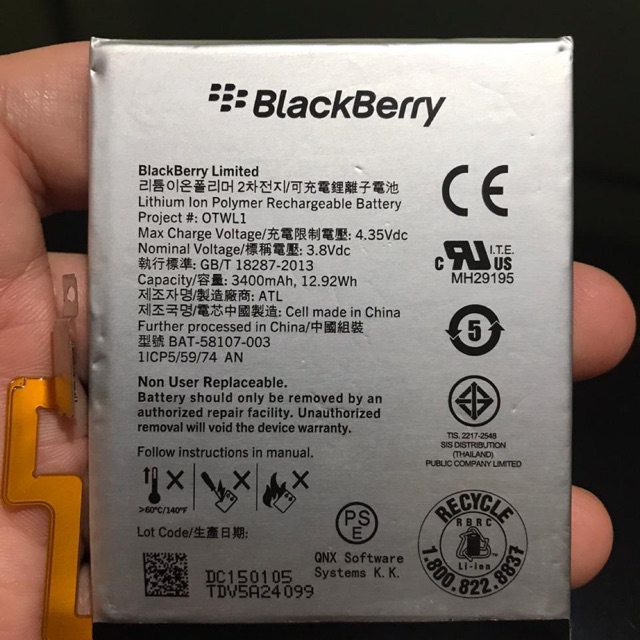 BlackBerry
BlackBerry Limited
리튬이온폴리머 2차전지/可充電鋰離子電池
Lithium Ion Polymer Rechargeable Battery
Project #: OTWL1
Max Charge Voltage/充電限制電壓: 4.35Vdc
Nominal Voltage/標稱電壓: 3.8Vdc
執行標準: GB/T 18287-2013
Capacity/容量: 3400mAh, 12.92Wh
제조자명/製造廠商: ATL
제조국명/電芯中國製造: Cell made in China
Further processed in China/中國組裝
型號 BAT-58107-003
1ICP5/59/74 AN
Non User Replaceable.
Battery should only be removed by an
authorized repair facility. Unauthorized
removal will void the device warranty.
Follow instructions in manual.
>60°C/140°F
Lot Code/生產日期:
DC150105
TDV5A24099
PS
E
QNX Software
Systems K. K.
CE
c RU US
I.T.E.
MH29195
5
TIS. 2217-2548
SIS DISTRIBUTION
(THAILAND)
PUBLIC COMPANY LIMITED
RECYCLE
RBRC
Li-ion
1.800.822.8837